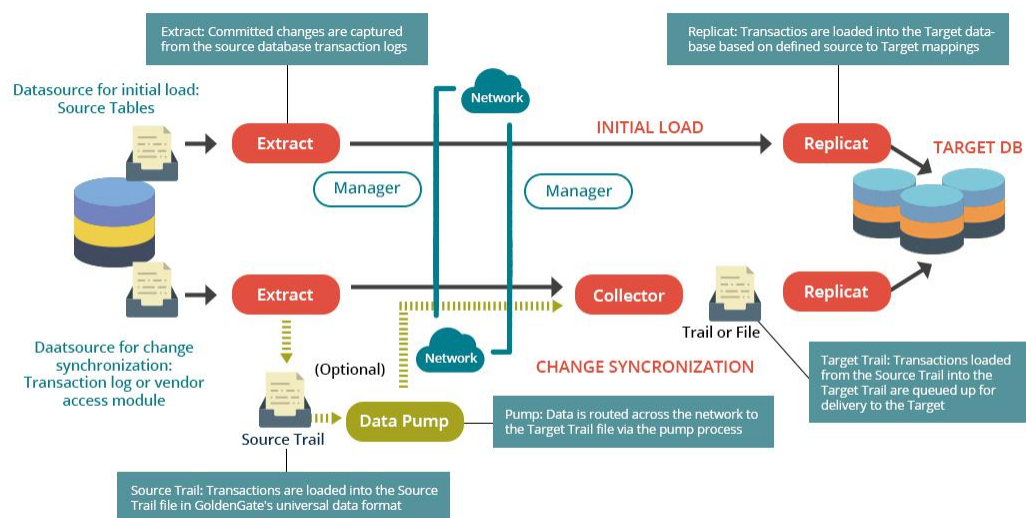 Extract: Committed changes are captured
from the source database transaction logs
Replicat: Transactios are loaded into the Target data-
base based on defined source to Target mappings
Datasource for initial load:
Source Tables
Network
Extract
INITIAL LOAD
Replicat
TARGET DB
Manager
Manager
Extract
Collector
Replicat
Trail or File
Daatsource for change
synchronization:
Transaction log or vendor
access module
(Optional)
Network
CHANGE SYNCRONIZATION
Target Trail: Transactions loaded
from the Source Trail into the
Target Trail are queued up for
delivery to the Target
Source Trail
Data Pump
Pump: Data is routed across the network to
the Target Trail file via the pump process
Source Trail: Transactions are loaded into the Source
Trail file in GoldenGate's universal data format